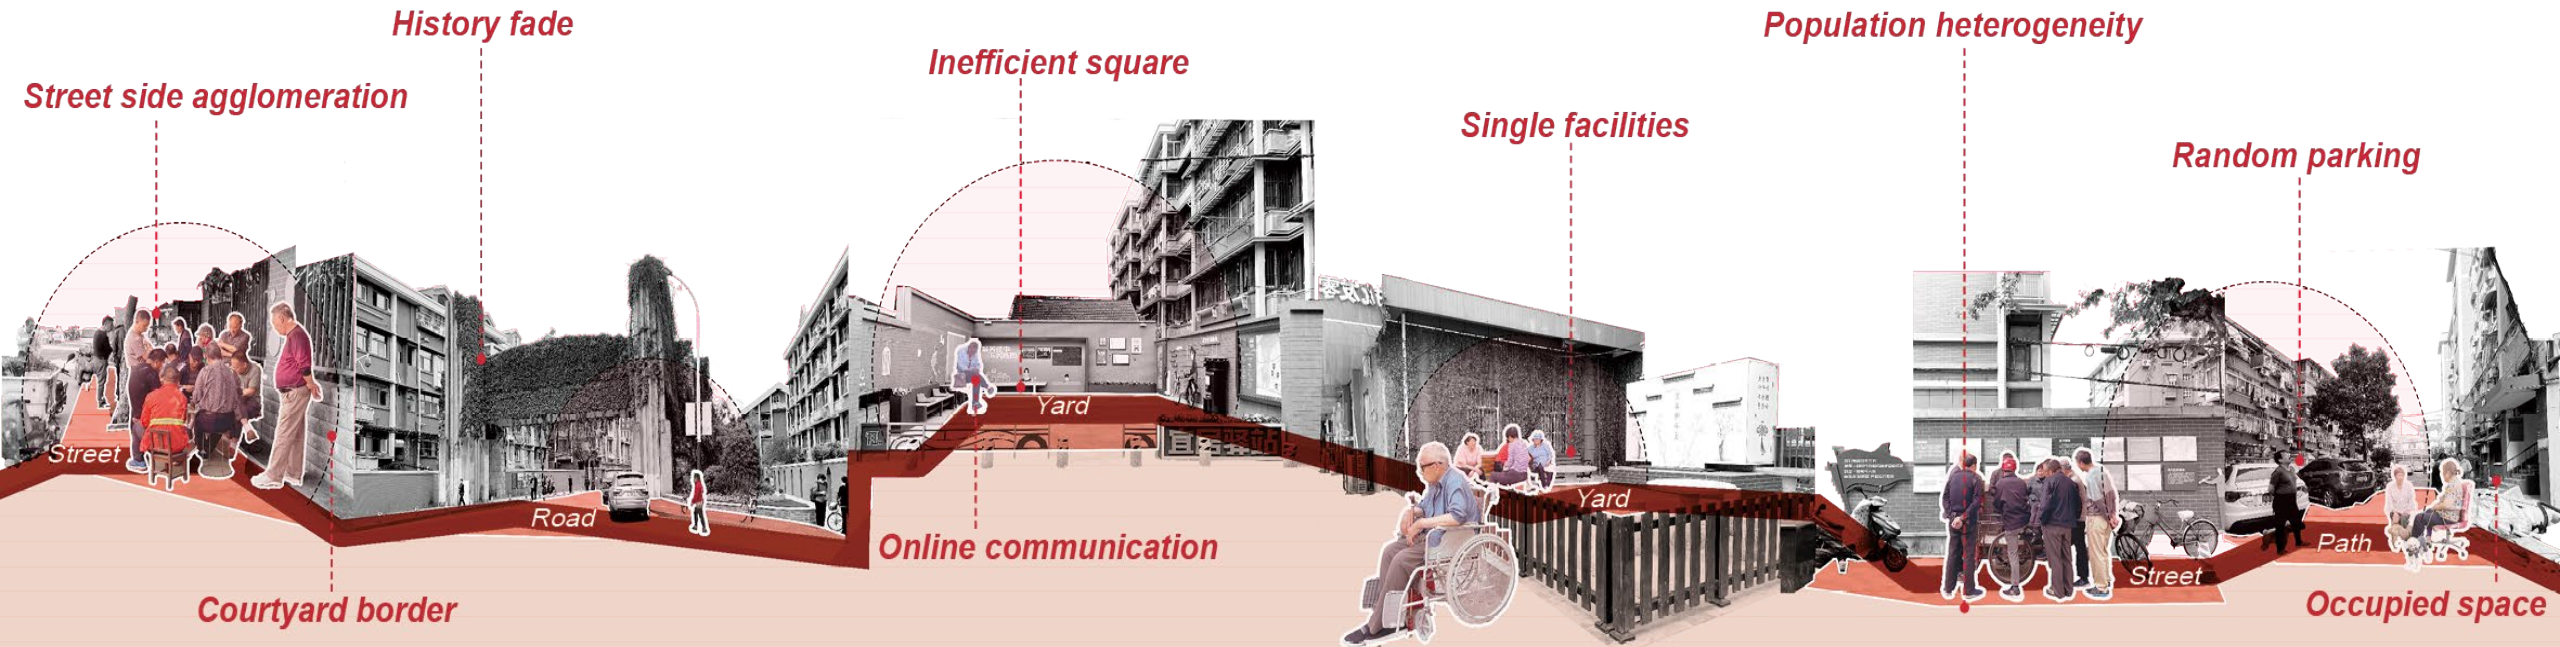 History fade
Population heterogeneity
Inefficient square
Street side agglomeration
Single facilities
Random parking
Yard
Street
Yard
Road
Online communication
Path
Street
Courtyard border
Occupied space